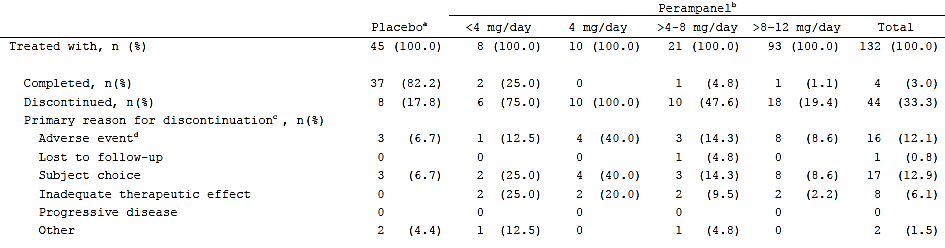 Perampanelᵇ
Placeboᵃ <4 mg/day 4 mg/day >4-8 mg/day >8-12 mg/day Total
Treated with, n (%) 45 (100.0) 8 (100.0) 10 (100.0) 21 (100.0) 93 (100.0) 132 (100.0)
Completed, n(%) 37 (82.2) 2 (25.0) 0 1 (4.8) 1 (1.1) 4 (3.0)
Discontinued, n(%) 8 (17.8) 6 (75.0) 10 (100.0) 10 (47.6) 18 (19.4) 44 (33.3)
Primary reason for discontinuationᶜ, n(%)
Adverse eventᵈ 3 (6.7) 1 (12.5) 4 (40.0) 3 (14.3) 8 (8.6) 16 (12.1)
Lost to follow-up 0 0 0 1 (4.8) 0 1 (0.8)
Subject choice 3 (6.7) 2 (25.0) 4 (40.0) 3 (14.3) 8 (8.6) 17 (12.9)
Inadequate therapeutic effect 0 2 (25.0) 2 (20.0) 2 (9.5) 2 (2.2) 8 (6.1)
Progressive disease 0 0 0 0 0 0
Other 2 (4.4) 1 (12.5) 0 1 (4.8) 0 2 (1.5)